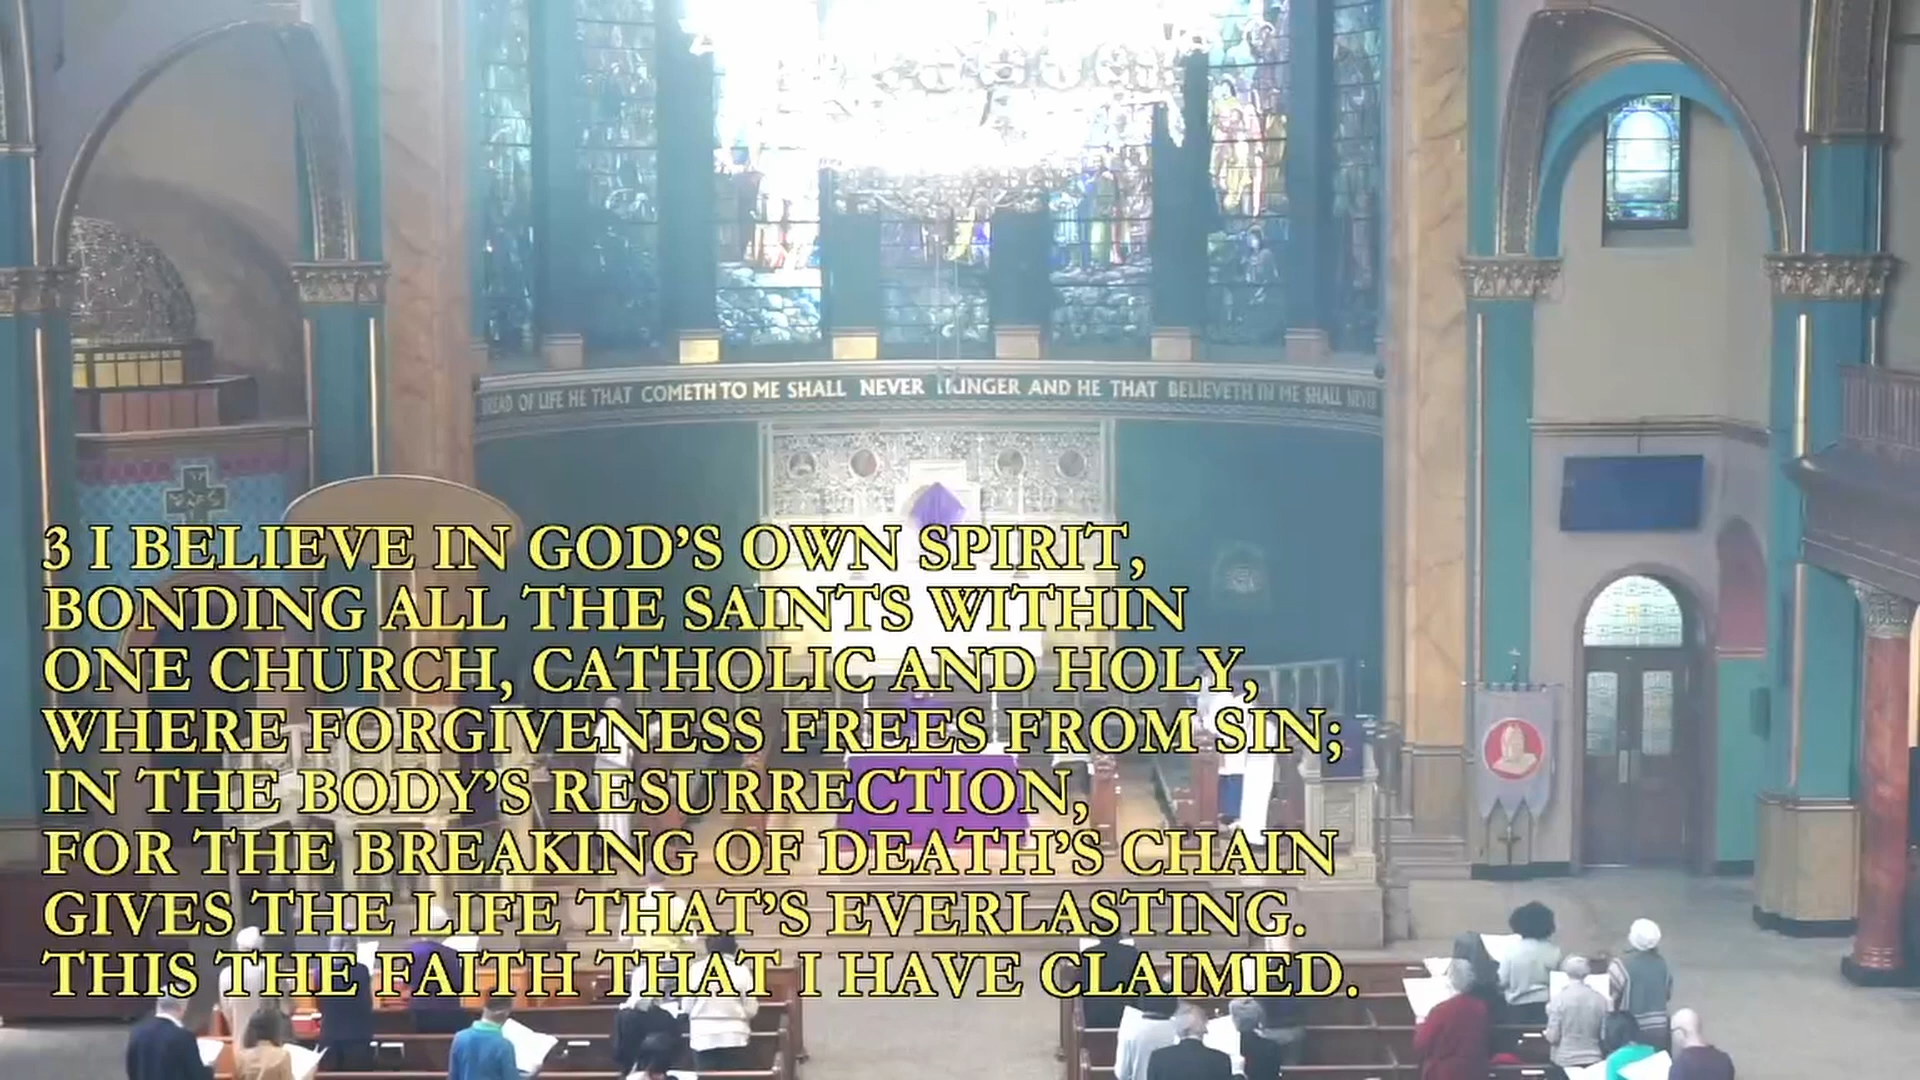 BREAD OF LIFE HE THAT COMETH TO ME SHALL NEVER HUNGER AND HE THAT BELIEVETH IN ME SHALL NEVER
3 I BELIEVE IN GOD’S OWN SPIRIT,
BONDING ALL THE SAINTS WITHIN
ONE CHURCH, CATHOLIC AND HOLY,
WHERE FORGIVENESS FREES FROM SIN;
IN THE BODY’S RESURRECTION,
FOR THE BREAKING OF DEATH’S CHAIN
GIVES THE LIFE THAT’S EVERLASTING.
THIS THE FAITH THAT I HAVE CLAIMED.